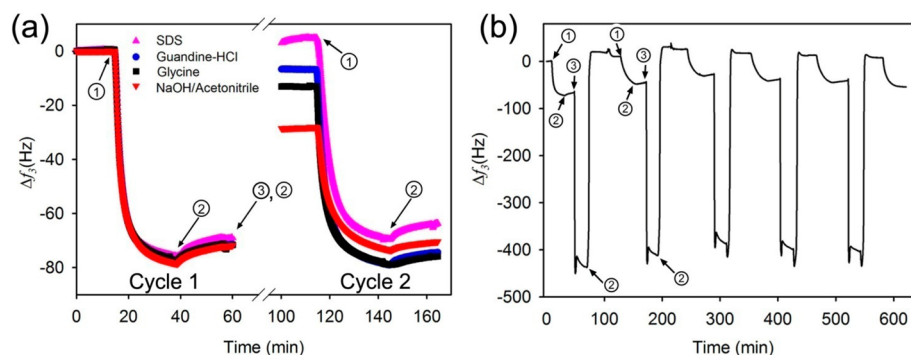 (a)
SDS
Guandine-HCl
Glycine
NaOH/Acetonitrile
①
②
③, ②
①
②
Cycle 1
Cycle 2
Δf₃(Hz)
0
-20
-40
-60
-80
0 20 40 60 100 120 140 160
Time (min)
(b)
① ① ③ ③
② ②
② ②
Δf₃(Hz)
100
0
-100
-200
-300
-400
-500
0 100 200 300 400 500 600
Time (min)